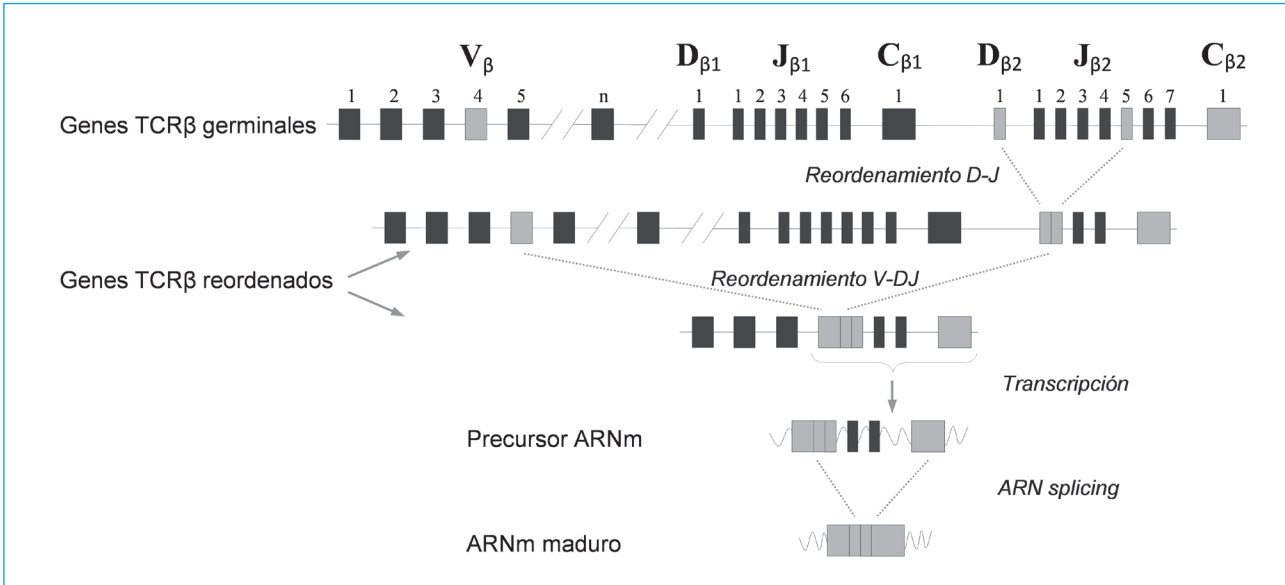 Vβ Dβ1 Jβ1 Cβ1 Dβ2 Jβ2 Cβ2
1 2 3 4 5 n 1 1 2 3 4 5 6 1 1 1 2 3 4 5 6 7 1
Genes TCRβ germinales
Reordenamiento D-J
Genes TCRβ reordenados
Reordenamiento V-DJ
Transcripción
Precursor ARNm
ARN splicing
ARNm maduro